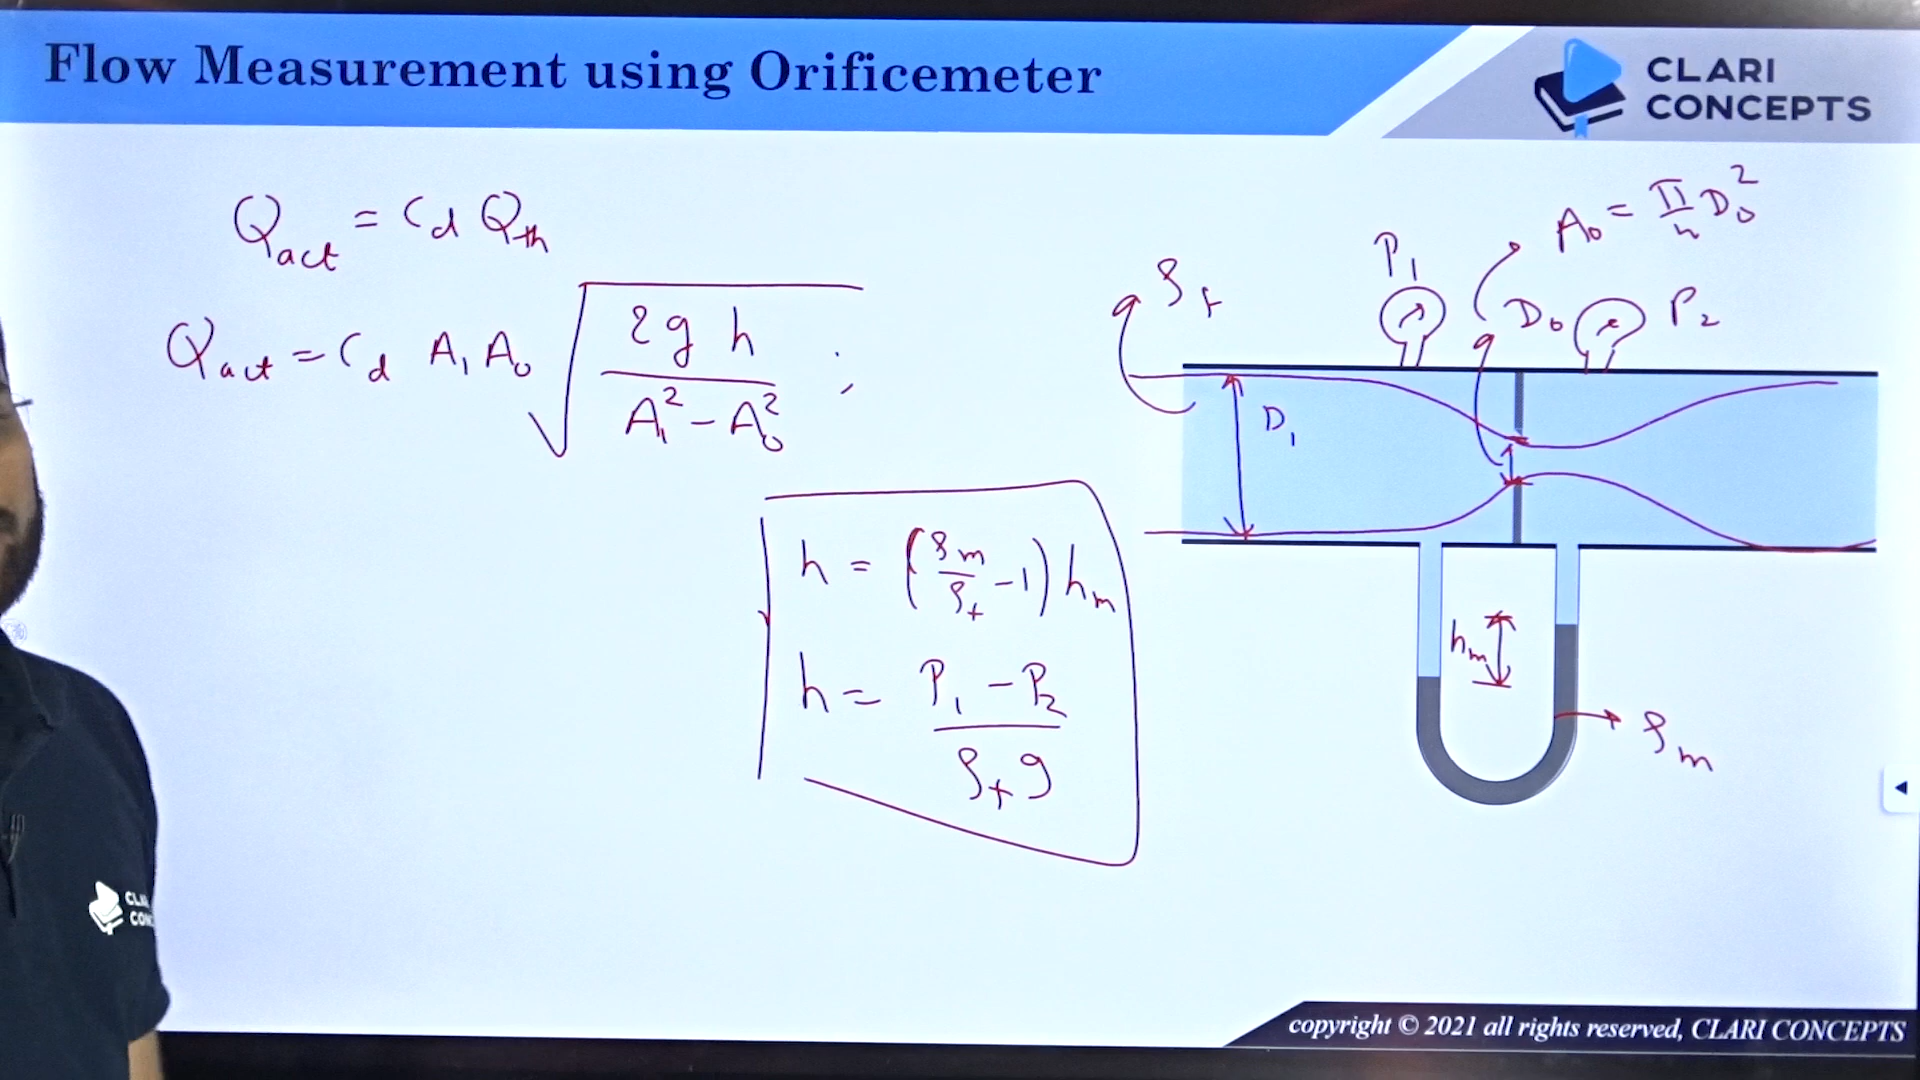 Flow Measurement using Orificemeter
CLARI
CONCEPTS
Qact = Cd Qth
Qact = Cd A1 A0 √(2gh / (A1² - A0²)) ;
h = (ρm/ρf - 1) hm
h = (P1 - P2) / (ρf g)
A0 = π/4 D0²
P1
ρf
D0
P2
D1
hm
ρm
copyright © 2021 all rights reserved, CLARI CONCEPTS